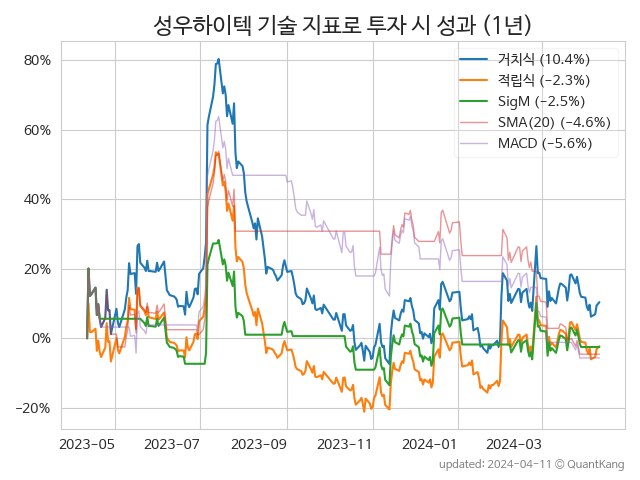 성우하이텍 기술 지표로 투자 시 성과 (1년)
거치식 (10.4%)
적립식 (−2.3%)
SigM (−2.5%)
SMA(20) (−4.6%)
MACD (−5.6%)
80%
60%
40%
20%
0%
−20%
2023-05 2023-07 2023-09 2023-11 2024-01 2024-03
updated: 2024-04-11 © QuantKang